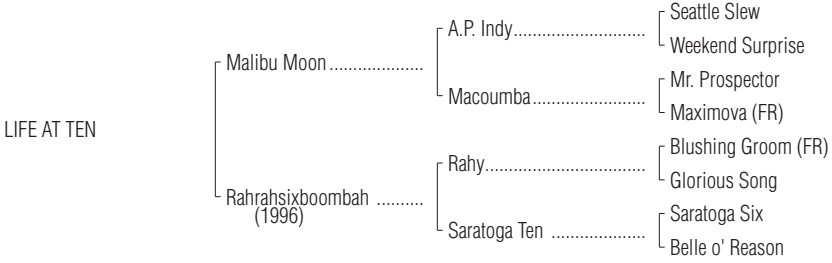 LIFE AT TEN
Malibu Moon ....................
Rahrahsixboombah ..........
(1996)
A.P. Indy............................
Macoumba........................
Rahy..................................
Saratoga Ten ....................
Seattle Slew
Weekend Surprise
Mr. Prospector
Maximova (FR)
Blushing Groom (FR)
Glorious Song
Saratoga Six
Belle o' Reason